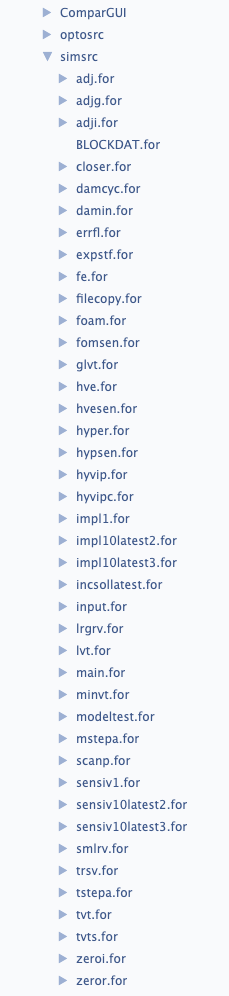 ComparGUI
optosrc
simsrc
adj.for
adjg.for
adji.for
BLOCKDAT.for
closer.for
damcyc.for
damin.for
errfl.for
expstf.for
fe.for
filecopy.for
foam.for
fomsen.for
glvt.for
hve.for
hvesen.for
hyper.for
hypsen.for
hyvip.for
hyvipc.for
impl1.for
impl10latest2.for
impl10latest3.for
incsollatest.for
input.for
lrgrv.for
lvt.for
main.for
minvt.for
modeltest.for
mstepa.for
scanp.for
sensiv1.for
sensiv10latest2.for
sensiv10latest3.for
smlrv.for
trsv.for
tstepa.for
tvt.for
tvts.for
zeroi.for
zeror.for